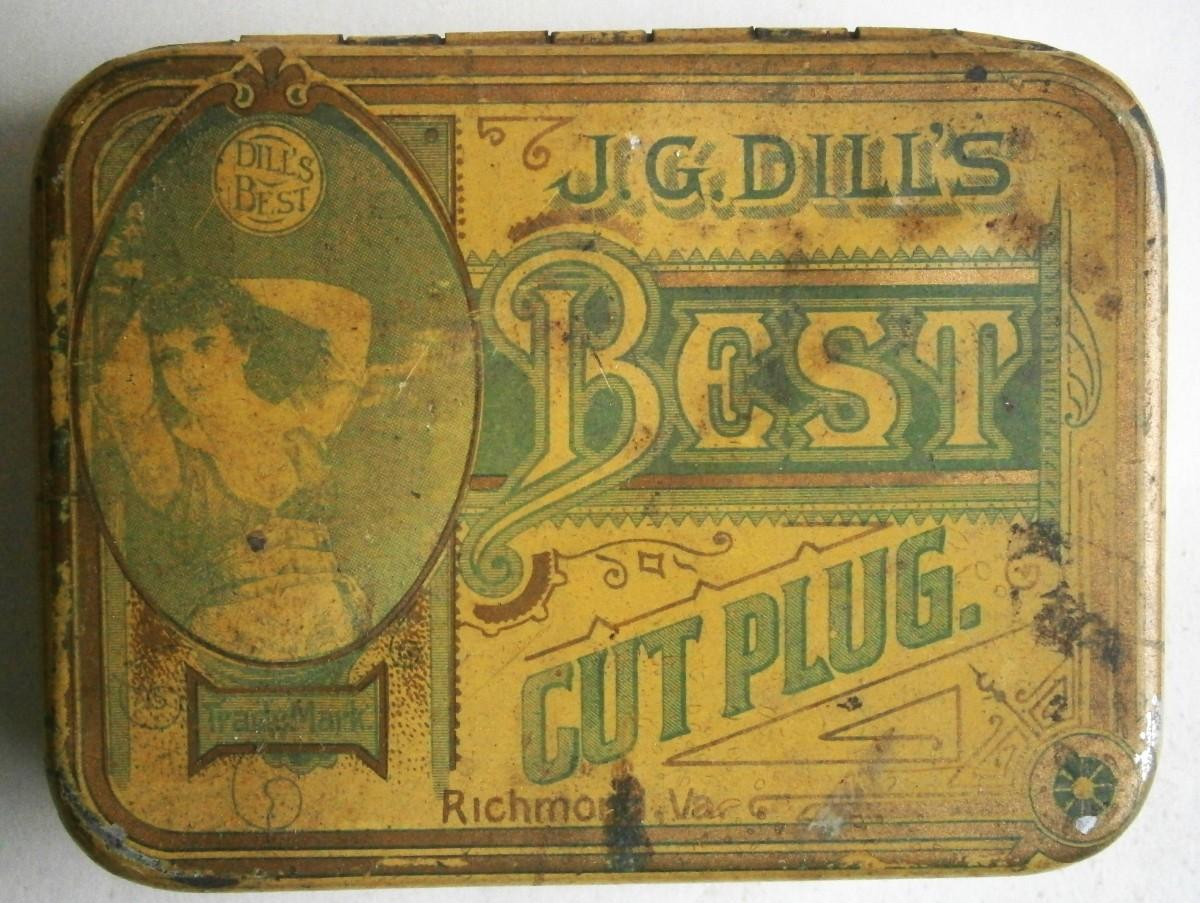 DILL'S
BEST
Trade Mark
J.G. DILL'S
BEST
CUT PLUG.
Richmond, Va.